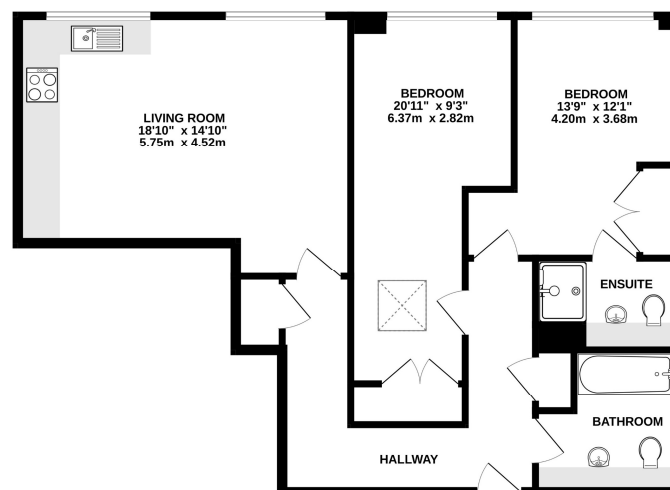 LIVING ROOM
18'10" x 14'10"
5.75m x 4.52m
BEDROOM
20'11" x 9'3"
6.37m x 2.82m
BEDROOM
13'9" x 12'1"
4.20m x 3.68m
ENSUITE
BATHROOM
HALLWAY